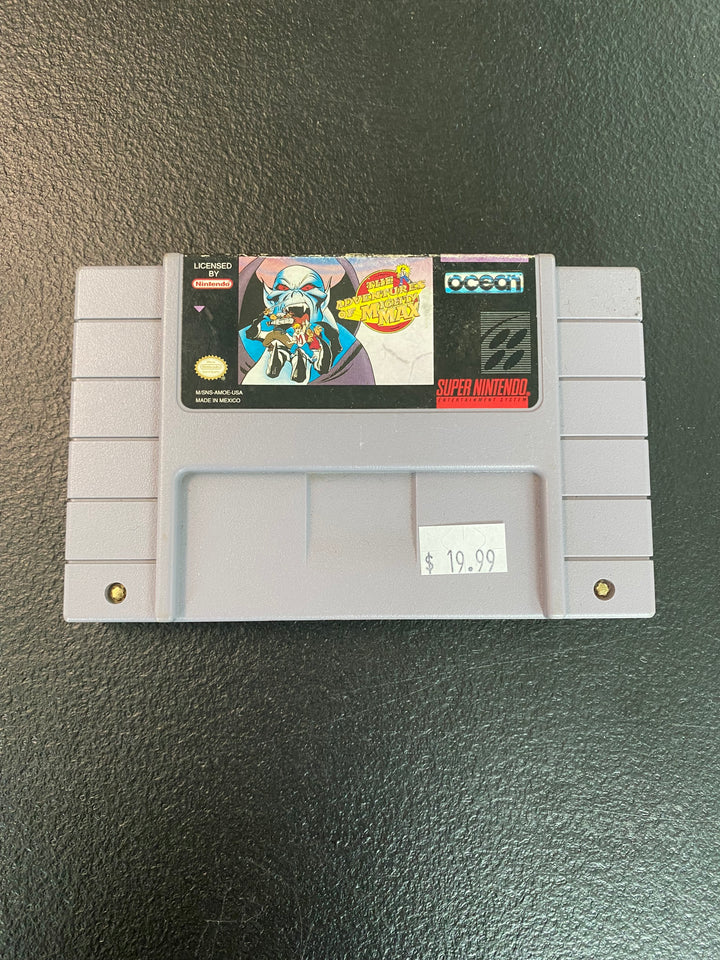 LICENSED
BY
Nintendo
M/SNS-AMOE-USA
MADE IN MEXICO
THE
ADVENTURES
OF MIGHTY
MAX
ocean
SUPER NINTENDO
ENTERTAINMENT SYSTEM
$ 19.99